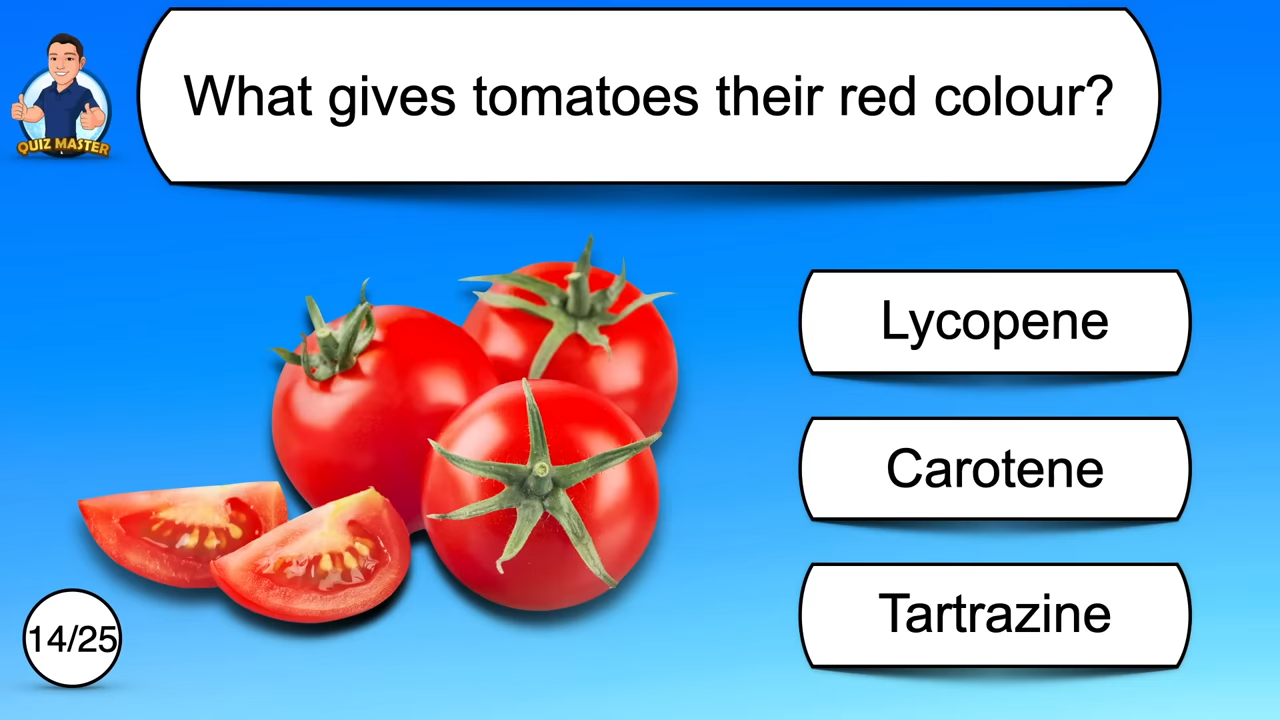 What gives tomatoes their red colour?
QUIZ MASTER
Lycopene
Carotene
Tartrazine
14/25